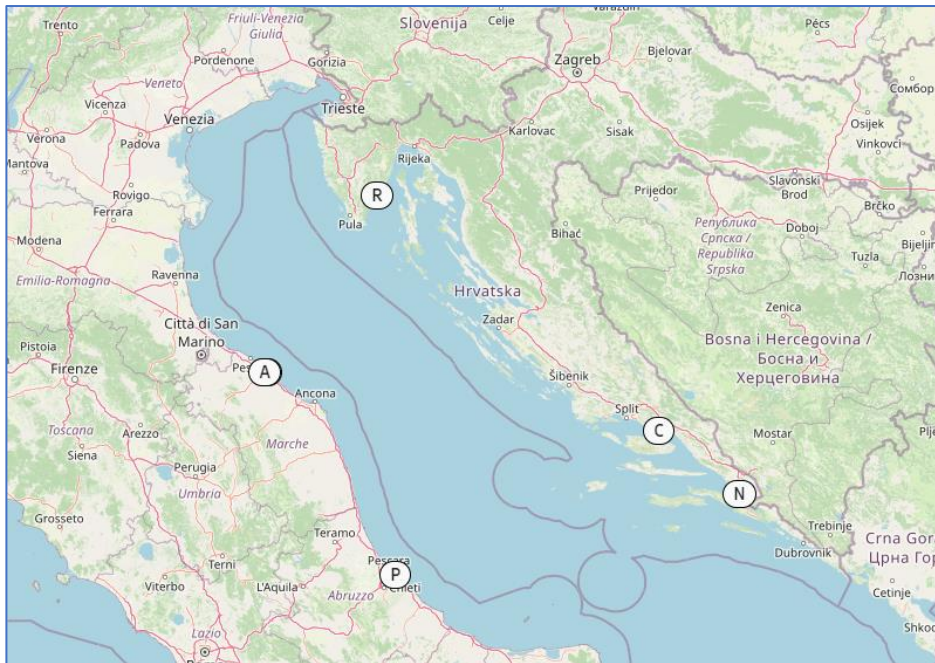 Trento
Friuli-Venezia
Giulia
Slovenija
Celje
Varaždin
Pécs
Pordenone
Gorizia
Zagreb
Bjelovar
Сомбор
Veneto
Vicenza
Venezia
Trieste
Karlovac
Sisak
Osijek
Verona
Padova
Vinkovci
Mantova
Rijeka
Rovigo
R
Prijedor
Slavonski
Brod
Brčko
Ferrara
Pula
Bihać
Република
Српска /
Republika
Srpska
Doboj
Modena
Bijeljin
Tuzla
Emilia-Romagna
Ravenna
Hrvatska
Zenica
Città di San
Marino
Zadar
Bosna i Hercegovina /
Босна и
Херцеговина
Pistoia
Firenze
Pes
A
Šibenik
Ancona
Split
C
Arezzo
Toscana
Siena
Marche
Mostar
Perugia
N
Umbria
Grosseto
Teramo
Trebinje
Dubrovnik
Crna Gor
Црна Гор
Terni
Pescara
P
Chieti
Viterbo
L'Aquila
Abruzzo
Cetinje
Lazio
Shkod